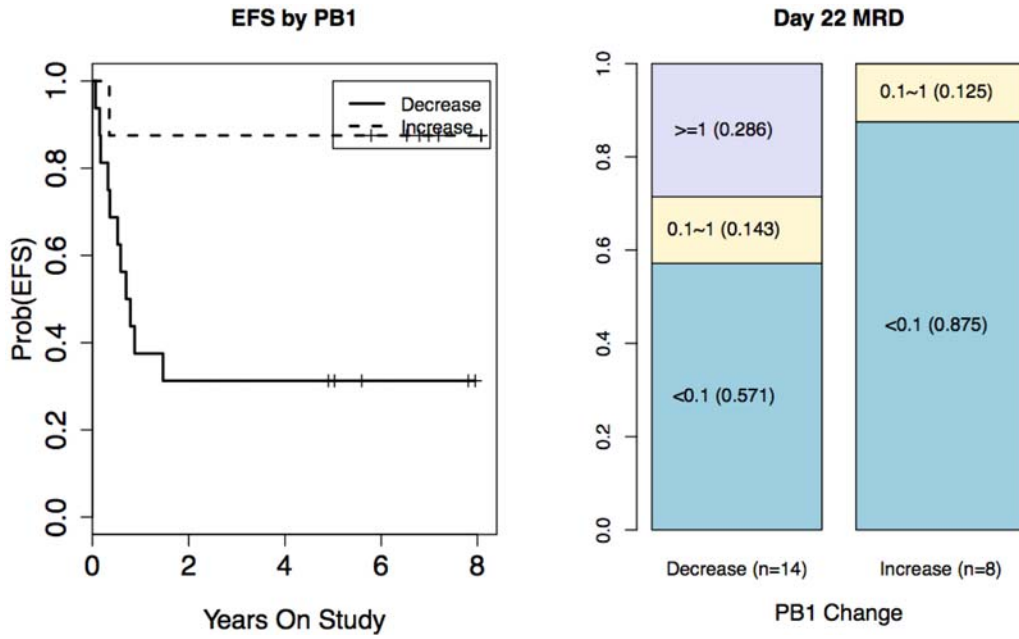 EFS by PB1
Prob(EFS)
1.0
0.8
0.6
0.4
0.2
0.0
Decrease
Increase
0 2 4 6 8
Years On Study
Day 22 MRD
1.0
0.8
0.6
0.4
0.2
0.0
>=1 (0.286)
0.1~1 (0.143)
<0.1 (0.571)
0.1~1 (0.125)
<0.1 (0.875)
Decrease (n=14) Increase (n=8)
PB1 Change